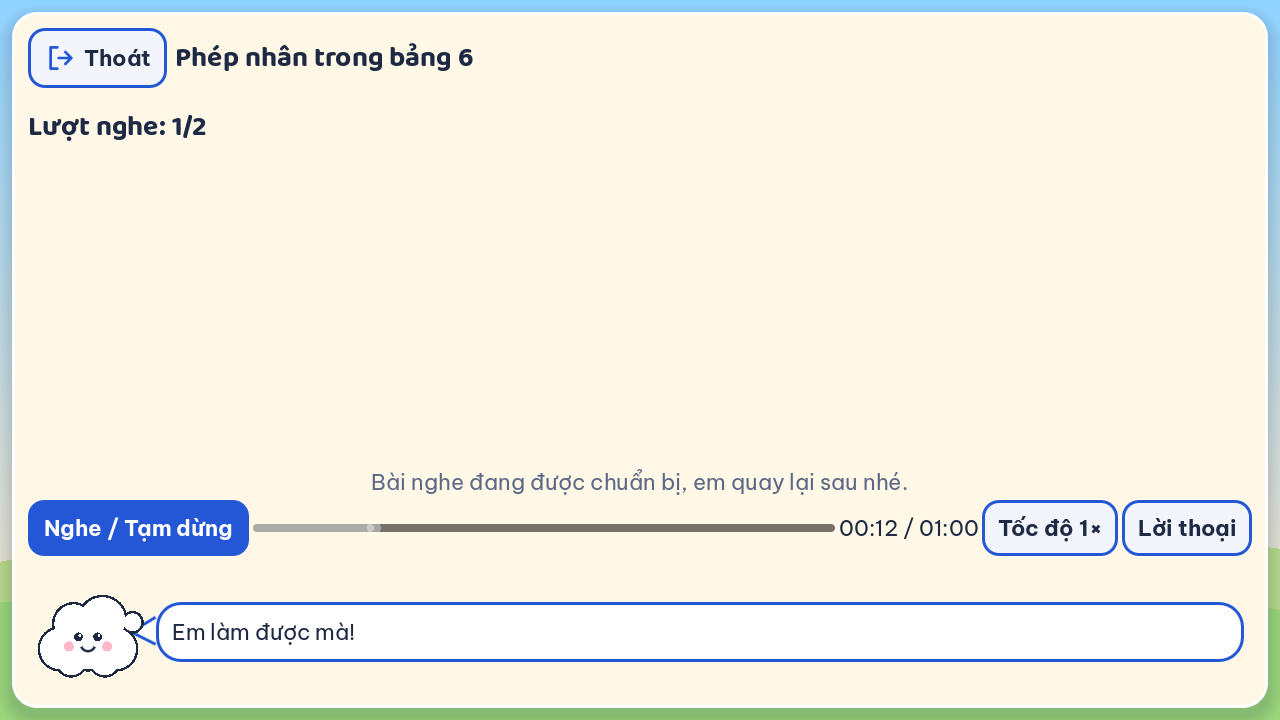 Thoát
Phép nhân trong bảng 6
Lượt nghe: 1/2
Bài nghe đang được chuẩn bị, em quay lại sau nhé.
Nghe / Tạm dừng
00:12 / 01:00
Tốc độ 1×
Lời thoại
Em làm được mà!